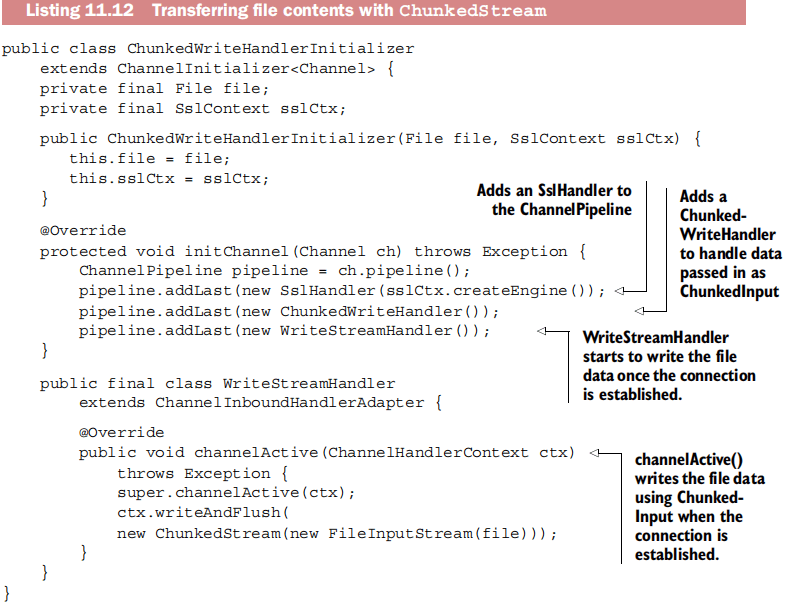 Listing 11.12 Transferring file contents with ChunkedStream
public class ChunkedWriteHandlerInitializer
    extends ChannelInitializer<Channel> {
    private final File file;
    private final SslContext sslCtx;
    public ChunkedWriteHandlerInitializer(File file, SslContext sslCtx) {
        this.file = file;
        this.sslCtx = sslCtx;
    }
Adds an SslHandler to
the ChannelPipeline
Adds a
Chunked-
WriteHandler
to handle data
passed in as
ChunkedInput
    @Override
    protected void initChannel(Channel ch) throws Exception {
        ChannelPipeline pipeline = ch.pipeline();
        pipeline.addLast(new SslHandler(sslCtx.createEngine());
        pipeline.addLast(new ChunkedWriteHandler());
        pipeline.addLast(new WriteStreamHandler());
    }
WriteStreamHandler
starts to write the file
data once the connection
is established.
    public final class WriteStreamHandler
        extends ChannelInboundHandlerAdapter {
        @Override
        public void channelActive(ChannelHandlerContext ctx)
            throws Exception {
            super.channelActive(ctx);
            ctx.writeAndFlush(
            new ChunkedStream(new FileInputStream(file)));
        }
    }
}
channelActive()
writes the file data
using Chunked-
Input when the
connection is
established.